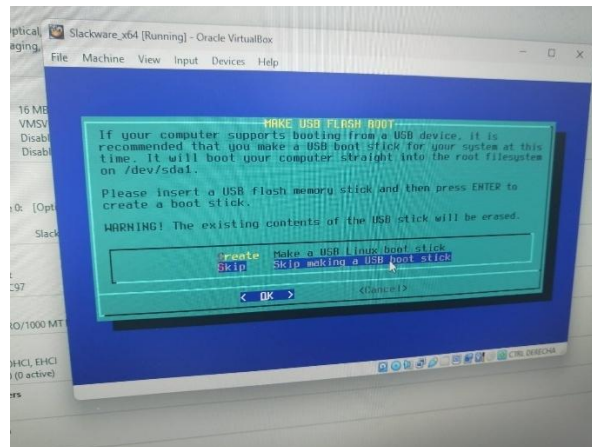 Slackware_x64 [Running] - Oracle VirtualBox
File Machine View Input Devices Help
MAKE USB FLASH BOOT
If your computer supports booting from a USB device, it is
recommended that you make a USB boot stick for your system at this
time. It will boot your computer straight into the root filesystem
on /dev/sda1.
Please insert a USB flash memory stick and then press ENTER to
create a boot stick.
WARNING! The existing contents of the USB stick will be erased.
Create Make a USB Linux boot stick
Skip Skip making a USB boot stick
< OK > <Cancel>
CTRL DERECHA
16 MB
0:
(0 active)